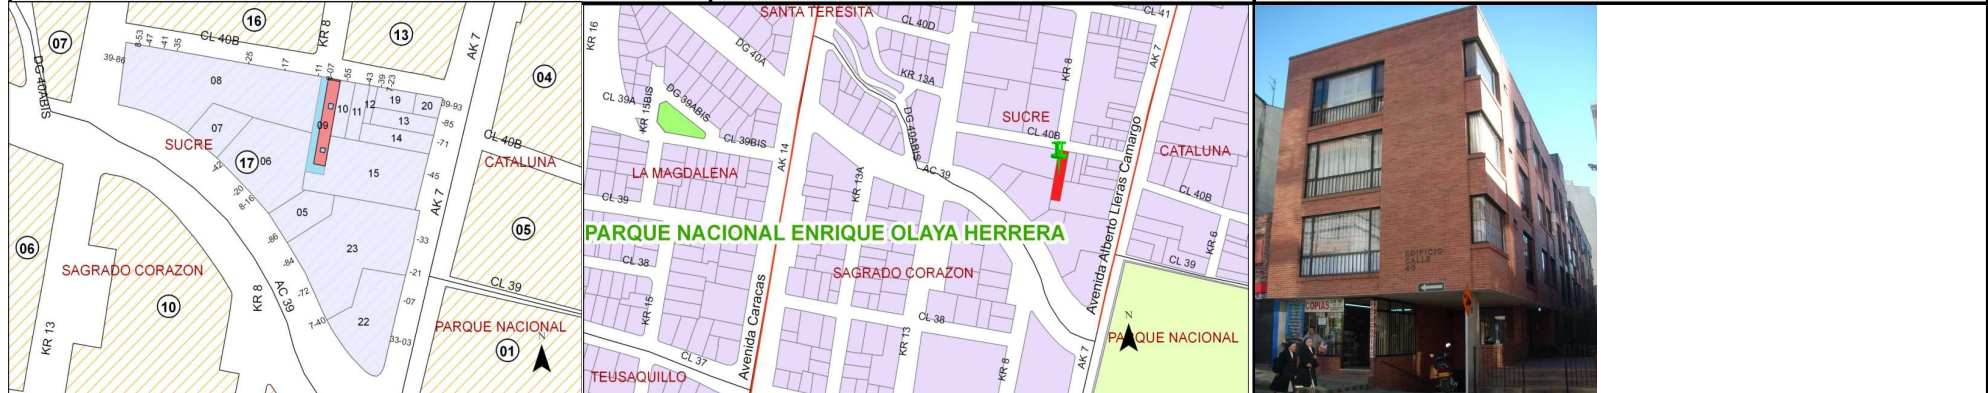 16
KR 8
13
07
CL 40B
AK 7
04
DG 40ABIS
39-86
8-53
-47
-41
-35
-25
-17
-11
8-07
-55
-43
-39
7-23
08
10
11
12
19
20
39-93
-85
13
14
-71
09
07
SUCRE
17
06
CL 40B
CATALUNA
15
-45
-42
-20
8-16
05
AK 7
-86
-84
23
-33
05
06
SAGRADO CORAZON
10
KR 8
AC 39
-72
-21
CL 39
-07
KR 13
7-40
22
33-03
PARQUE NACIONAL
01
N
SANTA TERESITA
CL 40D
CL 41
KR 16
DG 40A
AK 7
KR 8
KR 13A
CL 39A
KR 15BIS
DG 39ABIS
DG 40ABIS
SUCRE
CL 40B
CL 39BIS
AK 14
CATALUNA
LA MAGDALENA
KR 13A
AC 39
CL 40B
CL 39
Avenida Alberto Lleras Camargo
PARQUE NACIONAL ENRIQUE OLAYA HERRERA
KR 6
CL 38
SAGRADO CORAZON
CL 39
Avenida Caracas
KR 15
CL 38
KR 13
N
PARQUE NACIONAL
CL 37
KR 8
AK 7
TEUSAQUILLO
EDIFICIO
CALLE
40
COPIAS